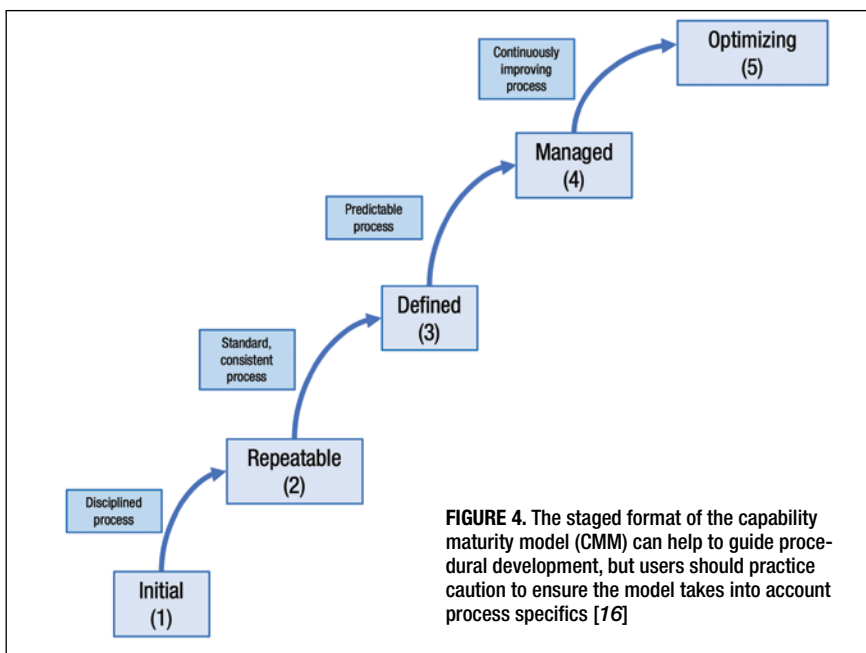 Continuously
improving
process
Optimizing
(5)
Managed
(4)
Predictable
process
Defined
(3)
Standard,
consistent
process
Repeatable
(2)
Disciplined
process
Initial
(1)
FIGURE 4. The staged format of the capability
maturity model (CMM) can help to guide proce-
dural development, but users should practice
caution to ensure the model takes into account
process specifics [16]